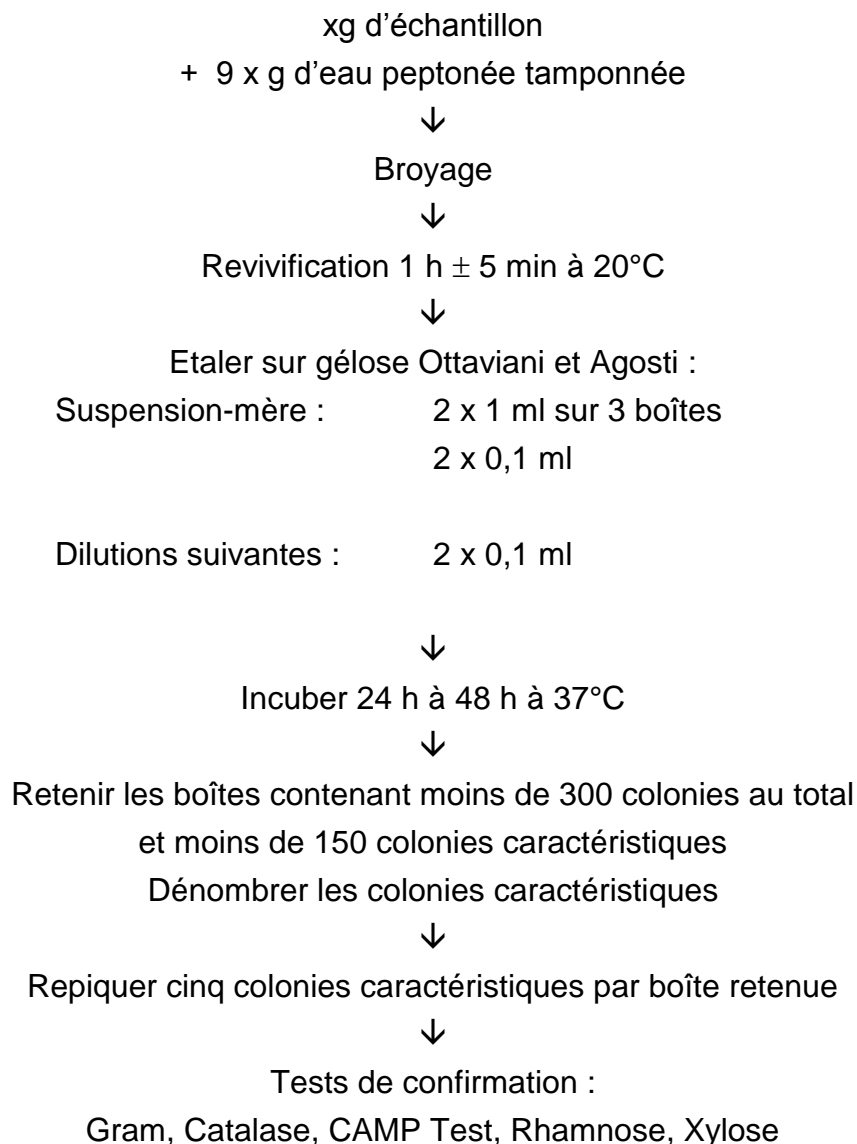 xg d'échantillon
+ 9 x g d'eau peptonée tamponnée
↓
Broyage
↓
Revivification 1 h ± 5 min à 20°C
↓
Etaler sur gélose Ottaviani et Agosti :
Suspension-mère : 2 x 1 ml sur 3 boîtes
2 x 0,1 ml
Dilutions suivantes : 2 x 0,1 ml
↓
Incuber 24 h à 48 h à 37°C
↓
Retenir les boîtes contenant moins de 300 colonies au total
et moins de 150 colonies caractéristiques
Dénombrer les colonies caractéristiques
↓
Repiquer cinq colonies caractéristiques par boîte retenue
↓
Tests de confirmation :
Gram, Catalase, CAMP Test, Rhamnose, Xylose